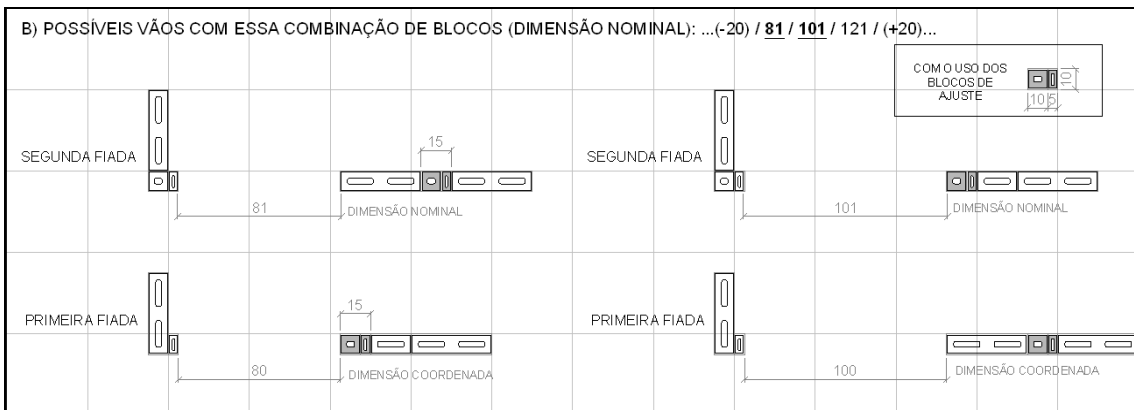 B) POSSÍVEIS VÃOS COM ESSA COMBINAÇÃO DE BLOCOS (DIMENSÃO NOMINAL): ...(-20) / 81 / 101 / 121 / (+20)...
COM O USO DOS
BLOCOS DE
AJUSTE
10
10 5
SEGUNDA FIADA
15
81
DIMENSÃO NOMINAL
SEGUNDA FIADA
101
DIMENSÃO NOMINAL
PRIMEIRA FIADA
15
80
DIMENSÃO COORDENADA
PRIMEIRA FIADA
100
DIMENSÃO COORDENADA